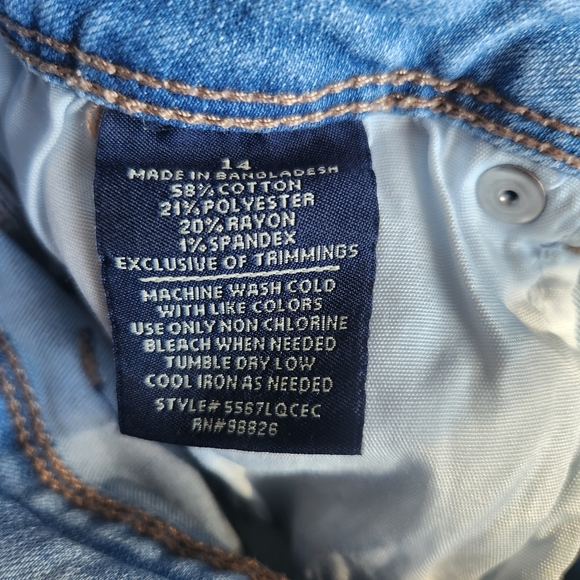 14
MADE IN BANGLADESH
58% COTTON
21% POLYESTER
20% RAYON
1% SPANDEX
EXCLUSIVE OF TRIMMINGS
MACHINE WASH COLD
WITH LIKE COLORS
USE ONLY NON CHLORINE
BLEACH WHEN NEEDED
TUMBLE DRY LOW
COOL IRON AS NEEDED
STYLE# 5567LQCEC
RN#98826